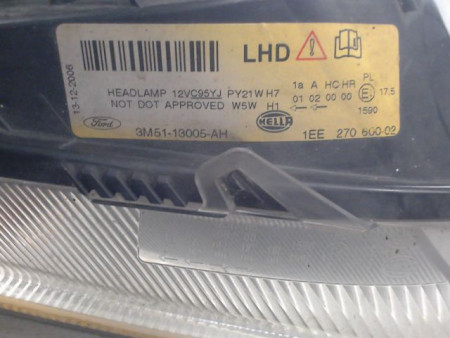 13-12-2006
LHD
HEADLAMP 12VC95YJ PY21W H7 1a A HC-HR PL
NOT DOT APPROVED W5W H1 01 02 00 00 E 17.5
1590
Ford 3M51-13005-AH HELLA 1EE 270 600-02